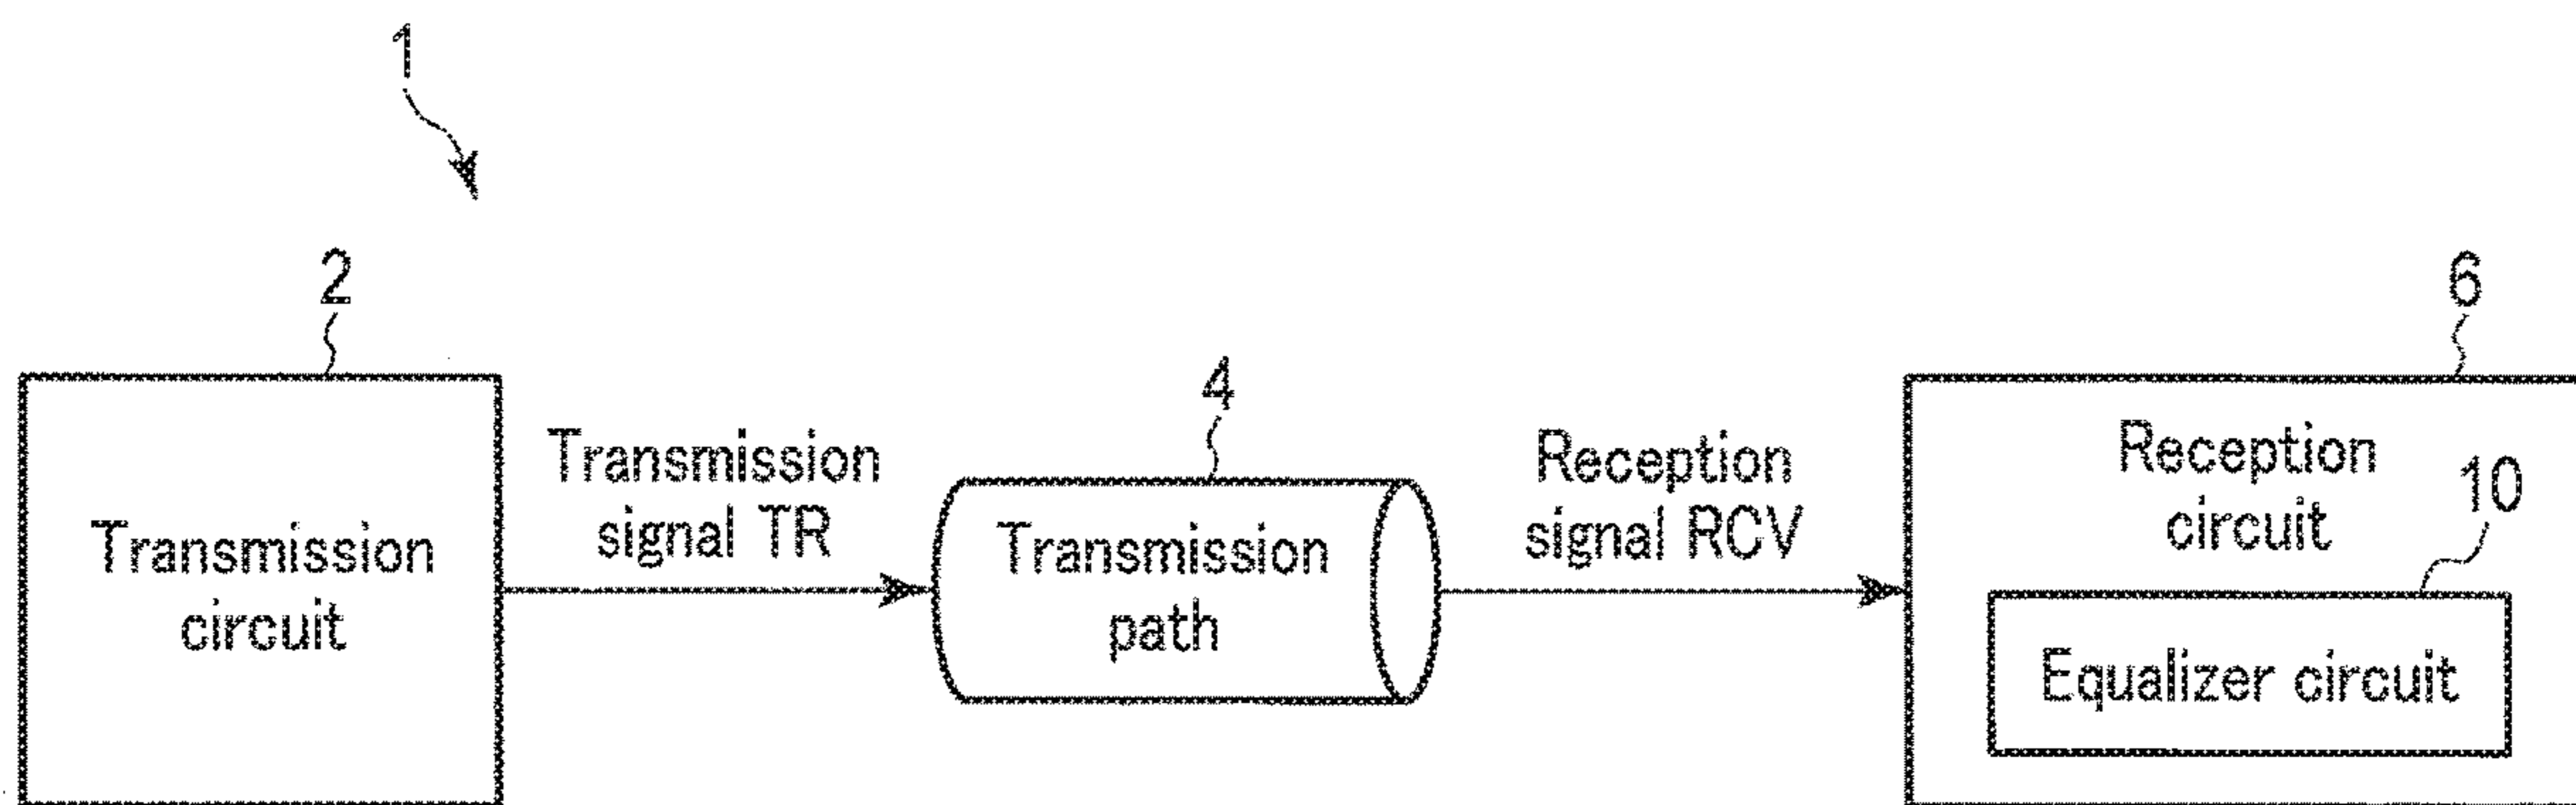 1
2
6
4
Transmission
signal TR
Reception
signal RCV
Reception
circuit
10
Transmission
circuit
Transmission
path
Equalizer circuit